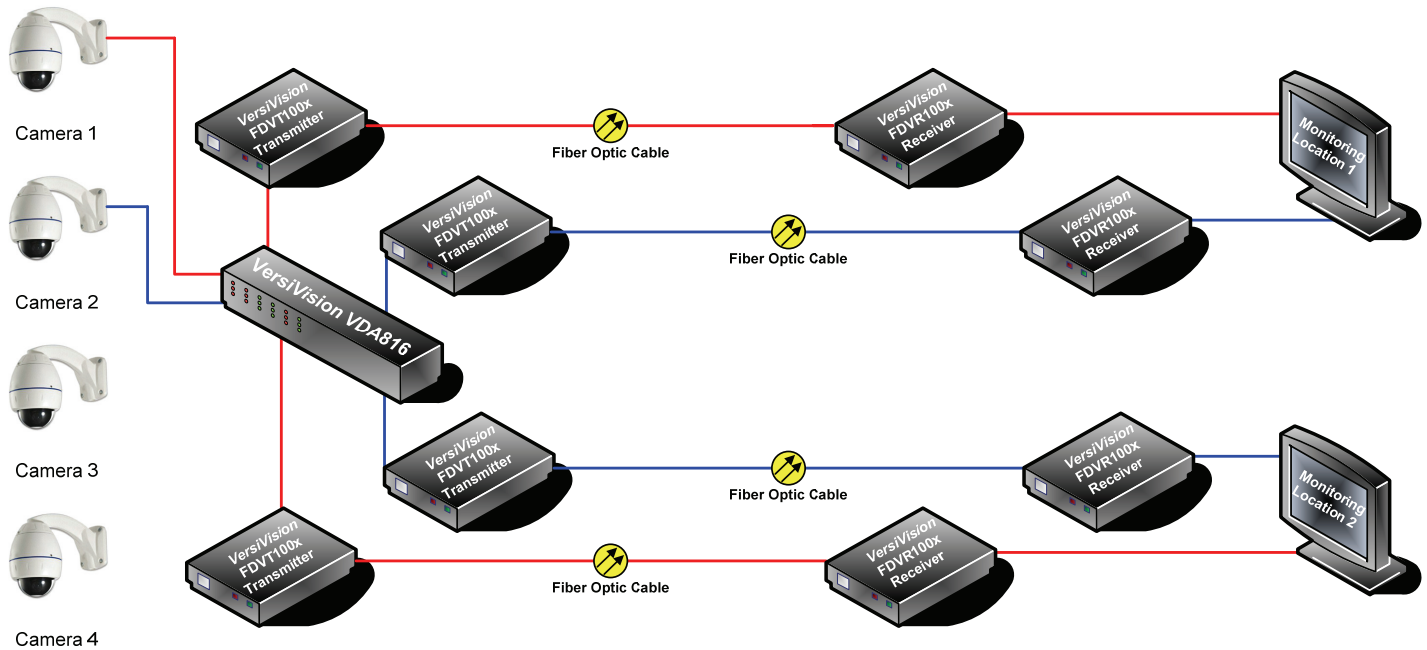 Camera 1
Camera 2
Camera 3
Camera 4
VersiVision
FDVT100x
Transmitter
Fiber Optic Cable
VersiVision
FDVR100x
Receiver
Monitoring
Location 1
VersiVision
FDVT100x
Transmitter
Fiber Optic Cable
VersiVision
FDVR100x
Receiver
VersiVision VDA816
VersiVision
FDVT100x
Transmitter
Fiber Optic Cable
VersiVision
FDVR100x
Receiver
Monitoring
Location 2
VersiVision
FDVT100x
Transmitter
Fiber Optic Cable
VersiVision
FDVR100x
Receiver